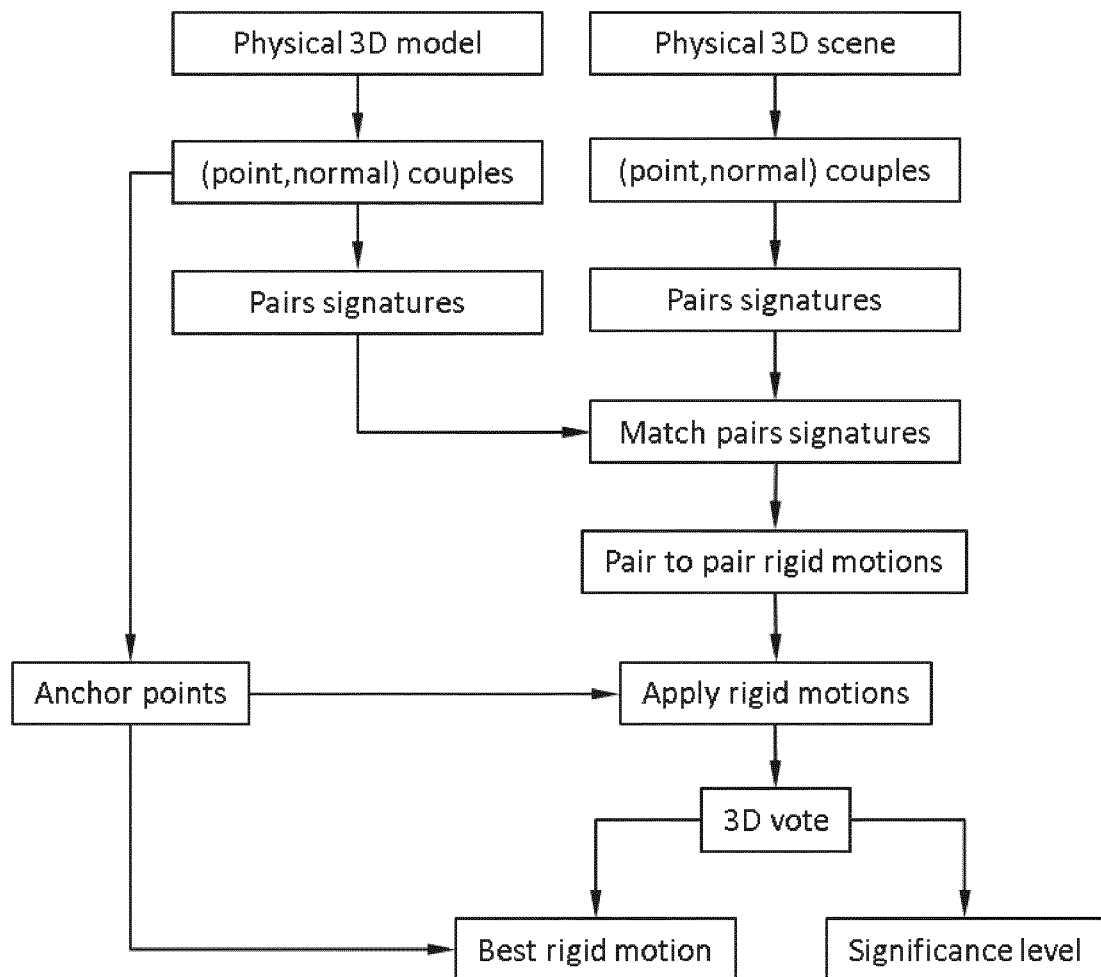 Physical 3D model
Physical 3D scene
(point,normal) couples
(point,normal) couples
Pairs signatures
Pairs signatures
Match pairs signatures
Pair to pair rigid motions
Anchor points
Apply rigid motions
3D vote
Best rigid motion
Significance level